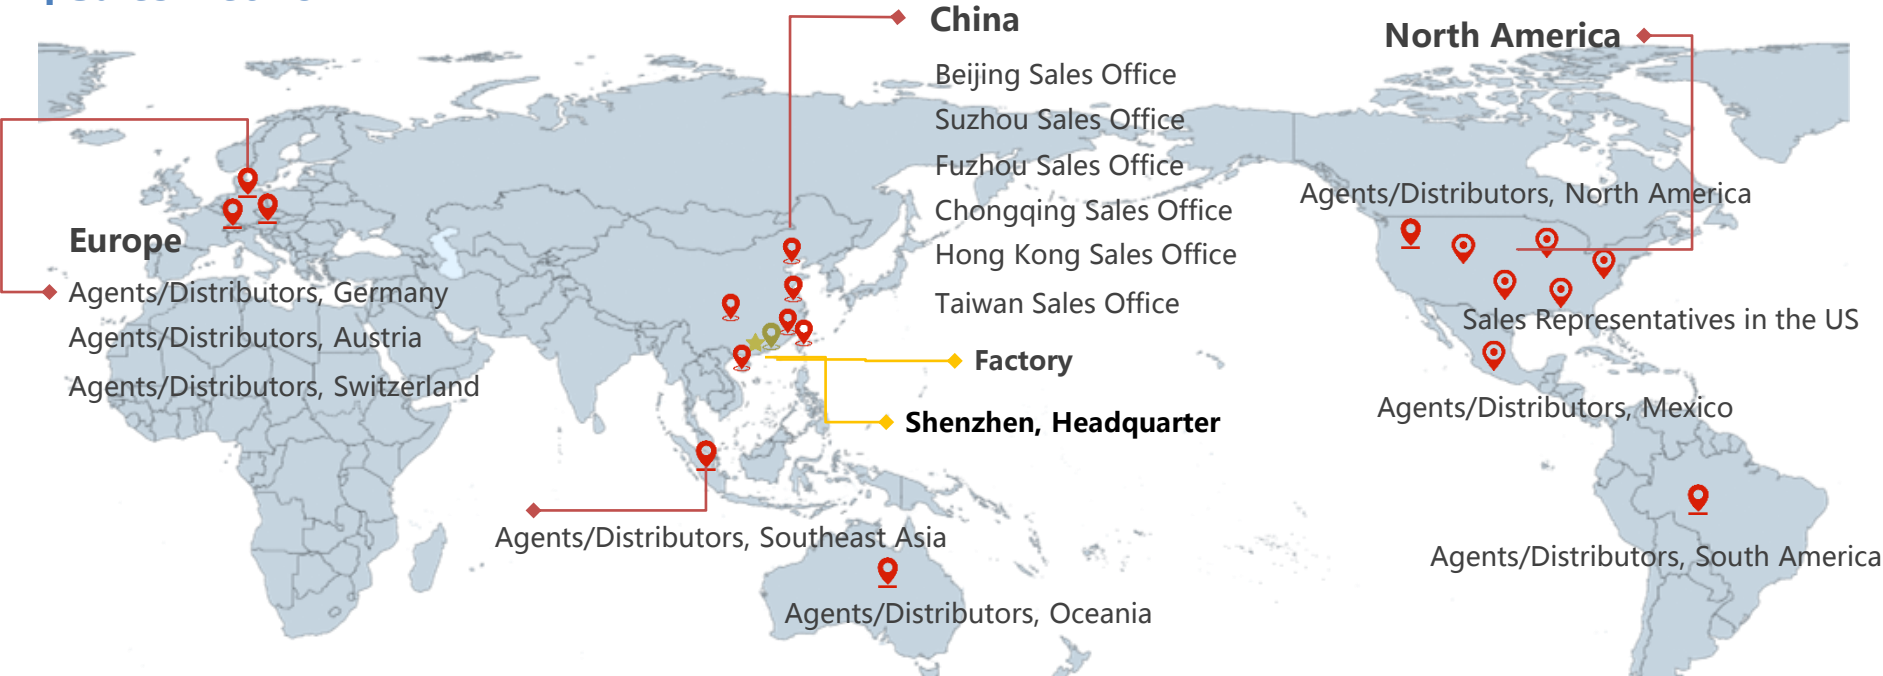 China
Beijing Sales Office
Suzhou Sales Office
Fuzhou Sales Office
Chongqing Sales Office
Hong Kong Sales Office
Taiwan Sales Office
Factory
Shenzhen, Headquarter
North America
Agents/Distributors, North America
Sales Representatives in the US
Agents/Distributors, Mexico
Agents/Distributors, South America
Europe
Agents/Distributors, Germany
Agents/Distributors, Austria
Agents/Distributors, Switzerland
Agents/Distributors, Southeast Asia
Agents/Distributors, Oceania